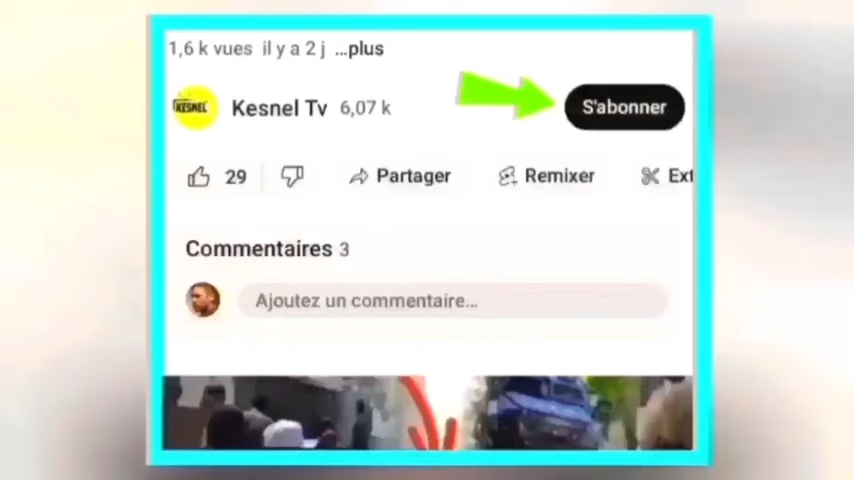 1,6 k vues il y a 2 j ...plus
KESNEL Kesnel Tv 6,07 k S'abonner
29 Partager Remixer Ext
Commentaires 3
Ajoutez un commentaire...